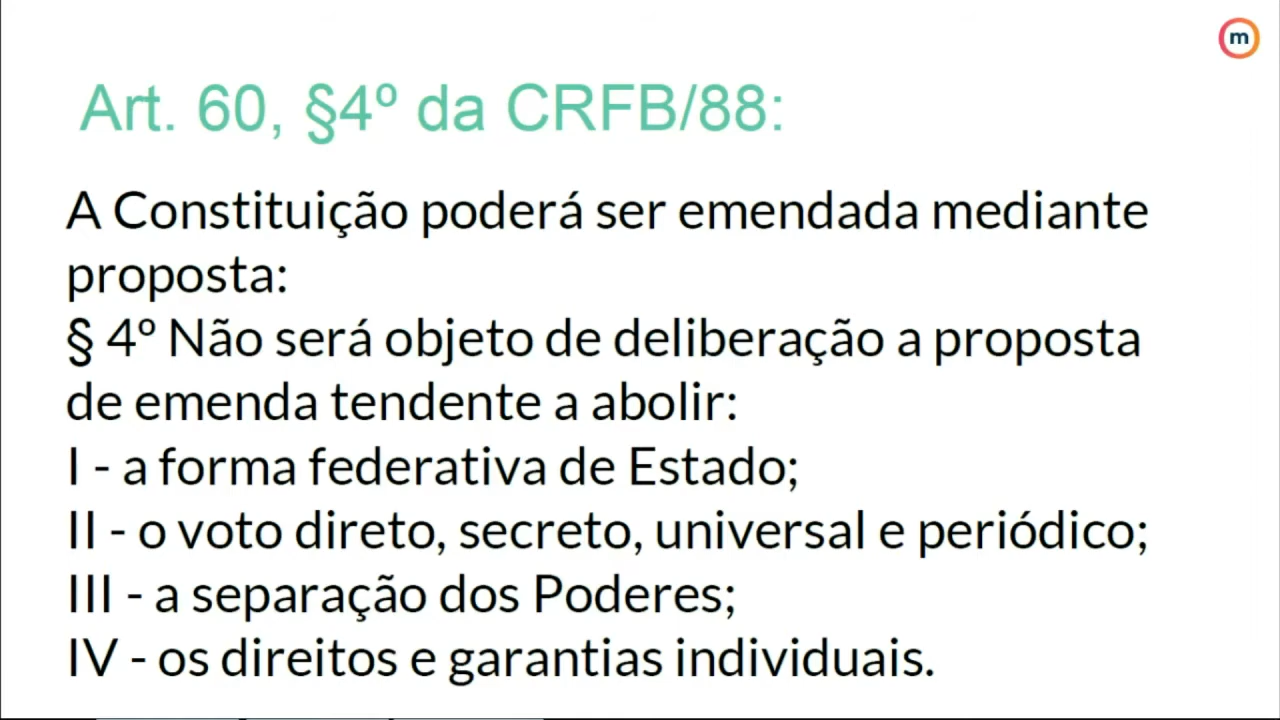 m
Art. 60, §4º da CRFB/88:
A Constituição poderá ser emendada mediante
proposta:
§ 4º Não será objeto de deliberação a proposta
de emenda tendente a abolir:
I - a forma federativa de Estado;
II - o voto direto, secreto, universal e periódico;
III - a separação dos Poderes;
IV - os direitos e garantias individuais.